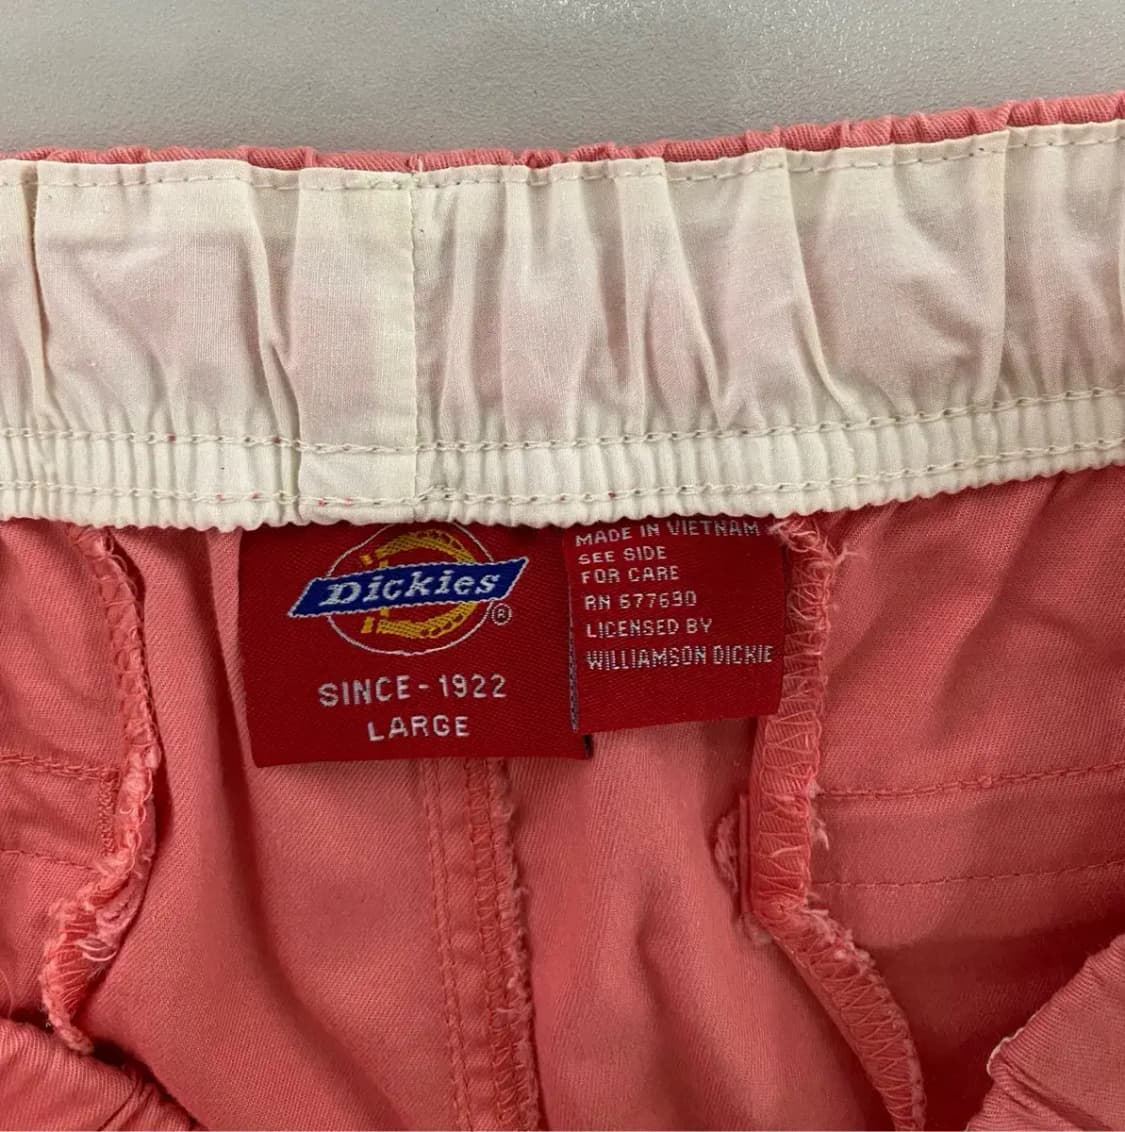 Dickies®
SINCE-1922
LARGE
MADE IN VIETNAM
SEE SIDE
FOR CARE
RN 677690
LICENSED BY
WILLIAMSON DICKIE